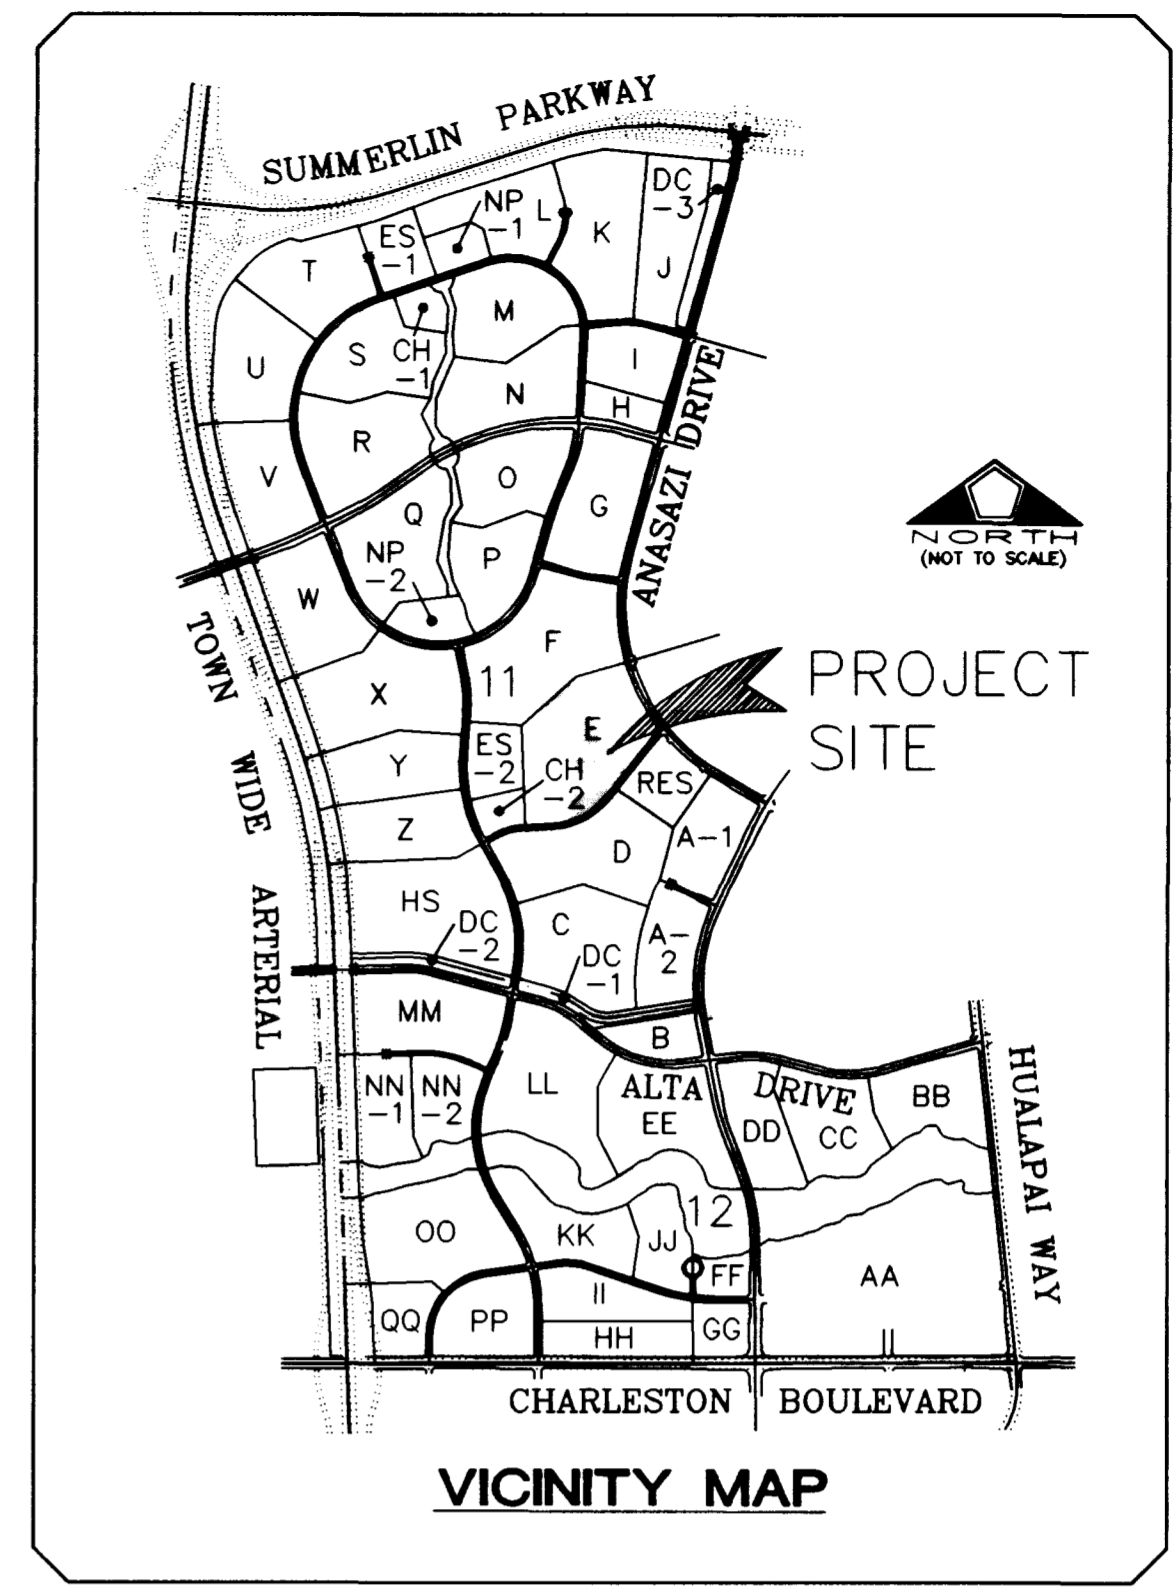 SUMMERLIN PARKWAY
DC
-3
NP
-1
L
K
ES
-1
T
J
M
CH
-1
S
U
I
N
H
R
V
O
G
Q
P
NP
-2
W
F
ANASAZI DRIVE
NORTH
(NOT TO SCALE)
TOWN WIDE ARTERIAL
X
11
E
PROJECT
SITE
ES
-2
Y
CH
-2
RES
Z
D
A-1
HS
DC
-2
C
A-
2
DC
-1
MM
B
NN
-1
NN
-2
LL
ALTA DRIVE
EE
DD
CC
BB
HUALAPAI WAY
OO
KK
JJ
12
FF
AA
II
QQ
PP
HH
GG
CHARLESTON BOULEVARD
VICINITY MAP